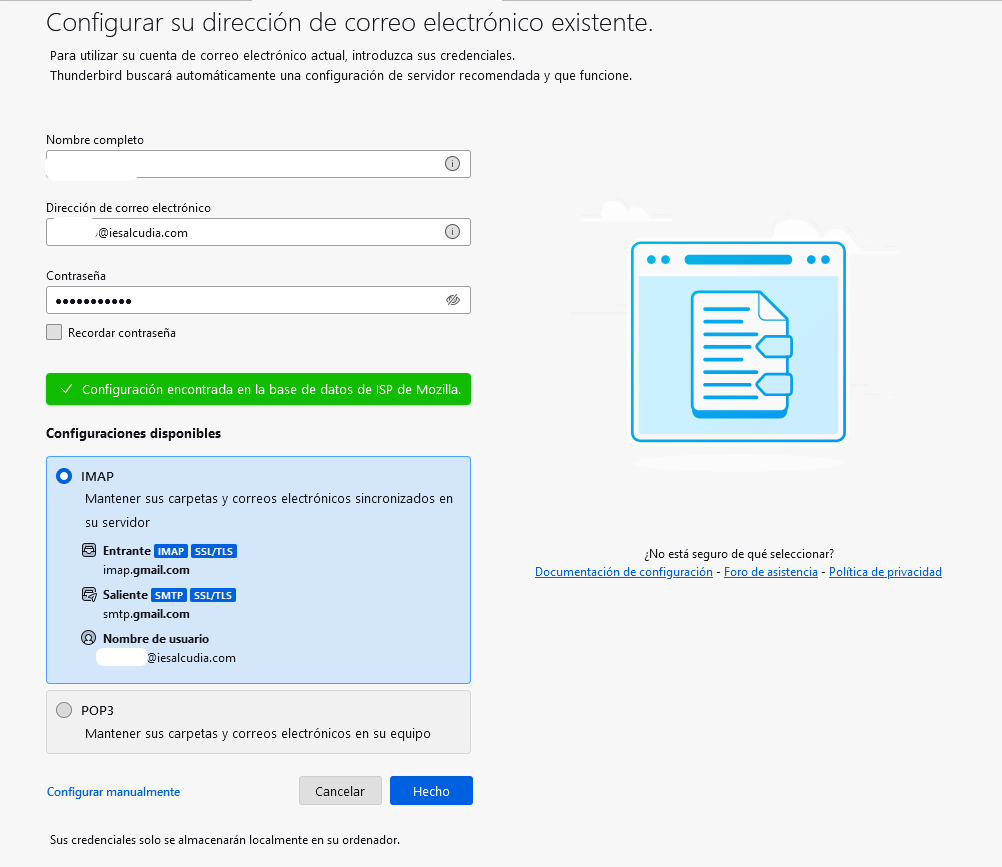 Configurar su dirección de correo electrónico existente.
Para utilizar su cuenta de correo electrónico actual, introduzca sus credenciales.
Thunderbird buscará automáticamente una configuración de servidor recomendada y que funcione.
Nombre completo
Dirección de correo electrónico
@iesalcudia.com
Contraseña
●●●●●●●●●●●
Recordar contraseña
Configuración encontrada en la base de datos de ISP de Mozilla.
Configuraciones disponibles
IMAP
Mantener sus carpetas y correos electrónicos sincronizados en
su servidor
Entrante IMAP SSL/TLS
imap.gmail.com
Saliente SMTP SSL/TLS
smtp.gmail.com
Nombre de usuario
@iesalcudia.com
POP3
Mantener sus carpetas y correos electrónicos en su equipo
Configurar manualmente
Cancelar
Hecho
Sus credenciales solo se almacenarán localmente en su ordenador.
¿No está seguro de qué seleccionar?
Documentación de configuración - Foro de asistencia - Política de privacidad